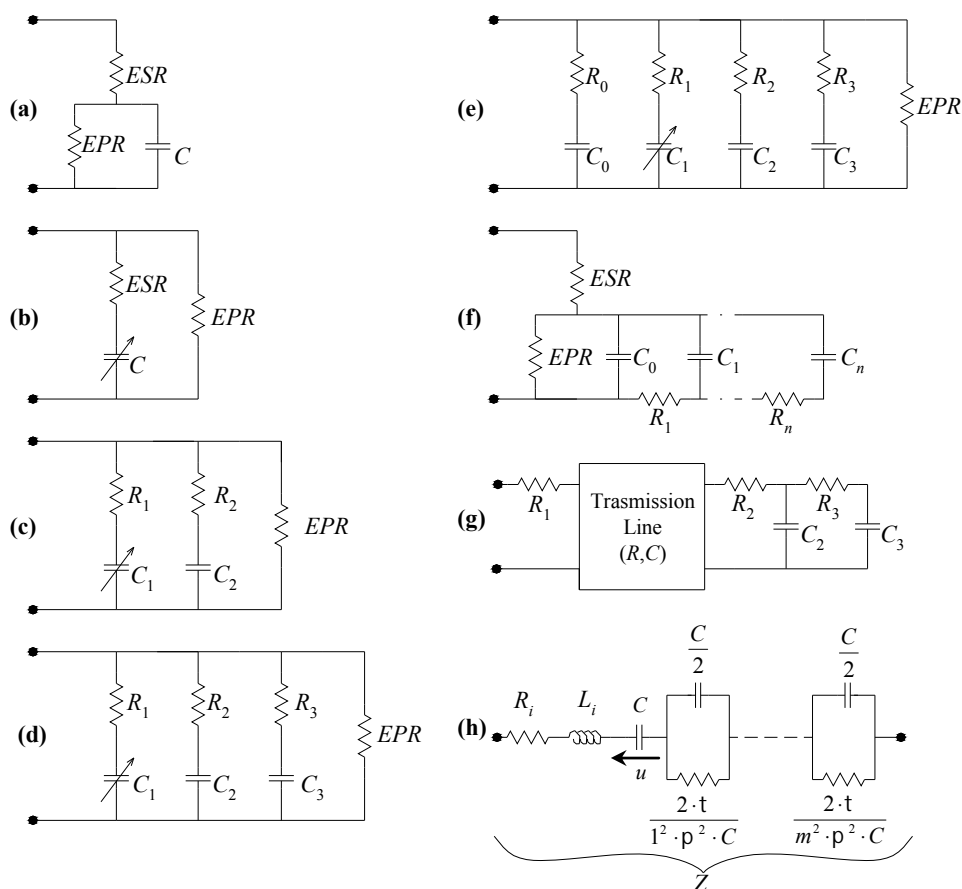 (a)
ESR
EPR
C
(b)
ESR
EPR
C
(c)
R1
R2
EPR
C1
C2
(d)
R1
R2
R3
EPR
C1
C2
C3
(e)
R0
R1
R2
R3
EPR
C0
C1
C2
C3
(f)
ESR
EPR
C0
C1
Cn
R1
Rn
(g)
R1
Trasmission
Line
(R,C)
R2
R3
C2
C3
(h)
Ri
Li
C
u
C/2
C/2
2·t
1²·p²·C
2·t
m²·p²·C
Z